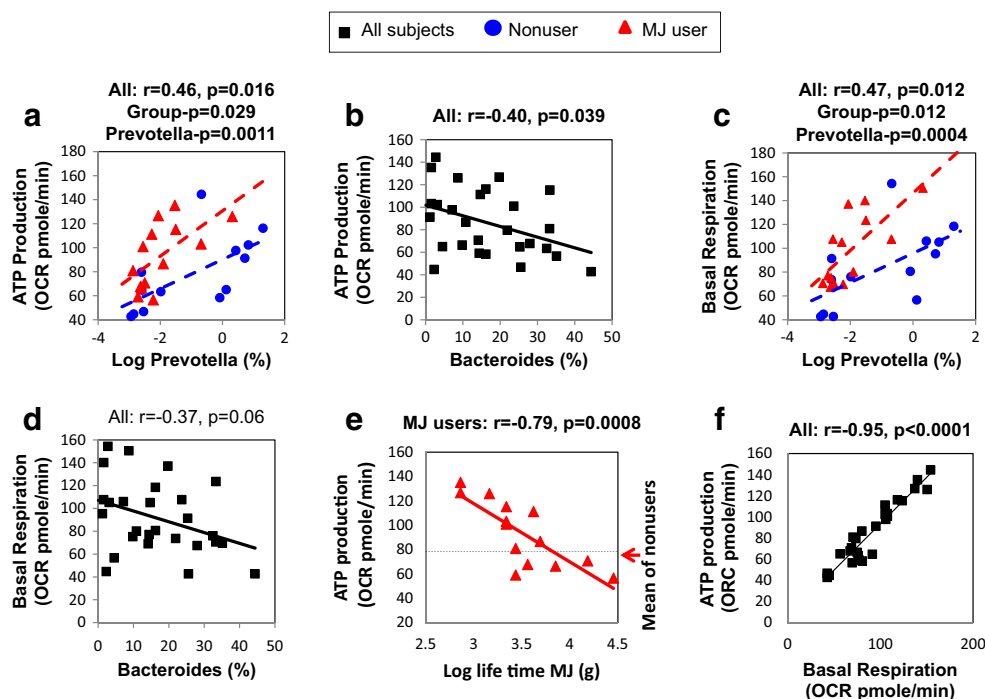 All subjects Nonuser MJ user
a
All: r=0.46, p=0.016
Group-p=0.029
Prevotella-p=0.0011
ATP Production
(OCR pmole/min)
180
160
140
120
100
80
60
40
-4 -2 0 2
Log Prevotella (%)
b
All: r=-0.40, p=0.039
ATP Production
(OCR pmole/min)
180
160
140
120
100
80
60
40
20
0
0 10 20 30 40 50
Bacteroides (%)
c
All: r=0.47, p=0.012
Group-p=0.012
Prevotella-p=0.0004
Basal Respiration
(OCR pmole/min)
180
160
140
120
100
80
60
40
-4 -2 0 2
Log Prevotella (%)
d
All: r=-0.37, p=0.06
Basal Respiration
(OCR pmole/min)
160
140
120
100
80
60
40
20
0
0 10 20 30 40 50
Bacteroides (%)
e
MJ users: r=-0.79, p=0.0008
ATP production
(OCR pmole/min)
160
140
120
100
80
60
40
20
0
2.5 3 3.5 4 4.5
Log life time MJ (g)
Mean of nonusers
f
All: r=-0.95, p<0.0001
ATP production
(ORC pmole/min)
160
140
120
100
80
60
40
20
0
0 100 200
Basal Respiration
(OCR pmole/min)